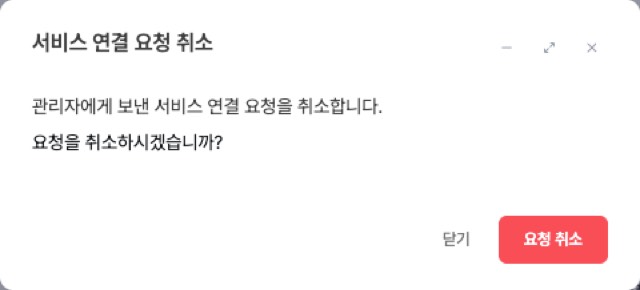 서비스 연결 요청 취소
관리자에게 보낸 서비스 연결 요청을 취소합니다.
요청을 취소하시겠습니까?
닫기
요청 취소